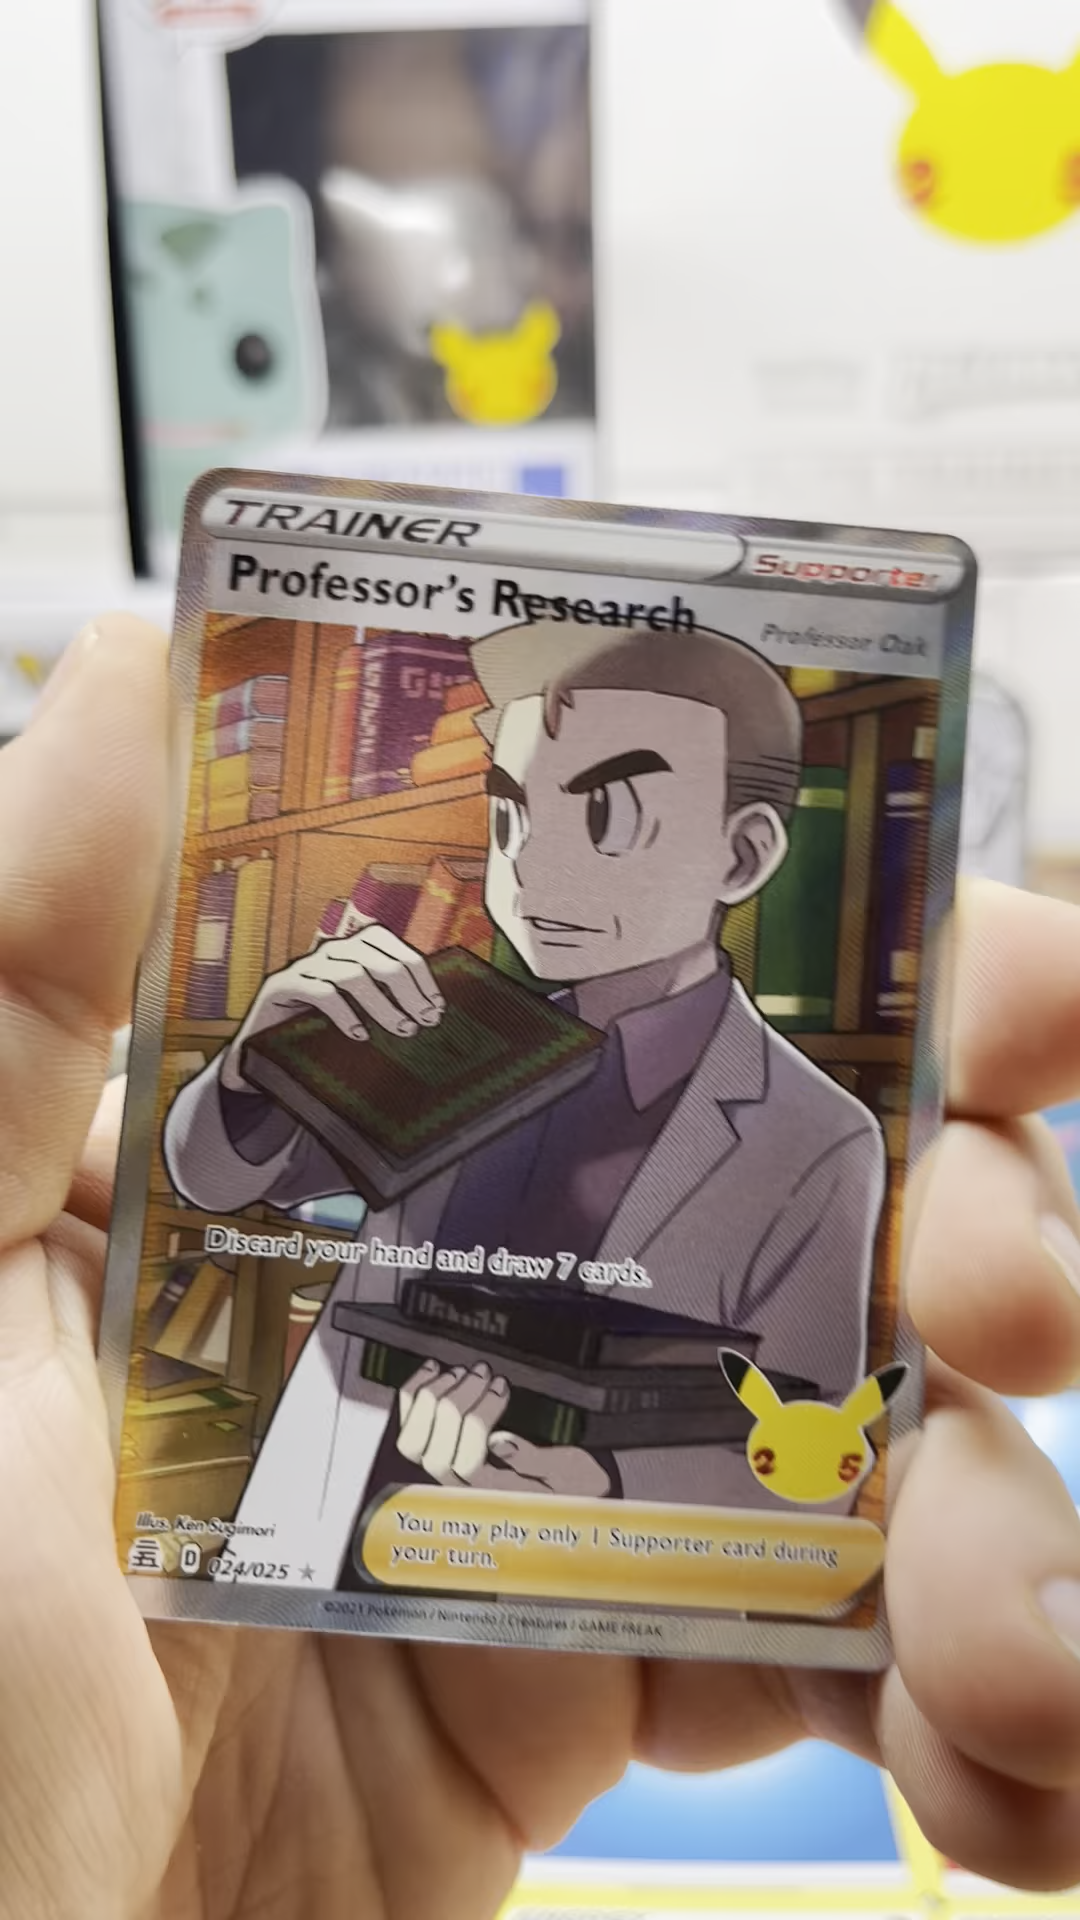 TRAINER
Supporter
Professor's Research
Professor Oak
Discard your hand and draw 7 cards.
25
You may play only 1 Supporter card during
your turn.
Illus. Ken Sugimori
D 024/025 ★
©2021 Pokémon / Nintendo / Creatures / GAME FREAK